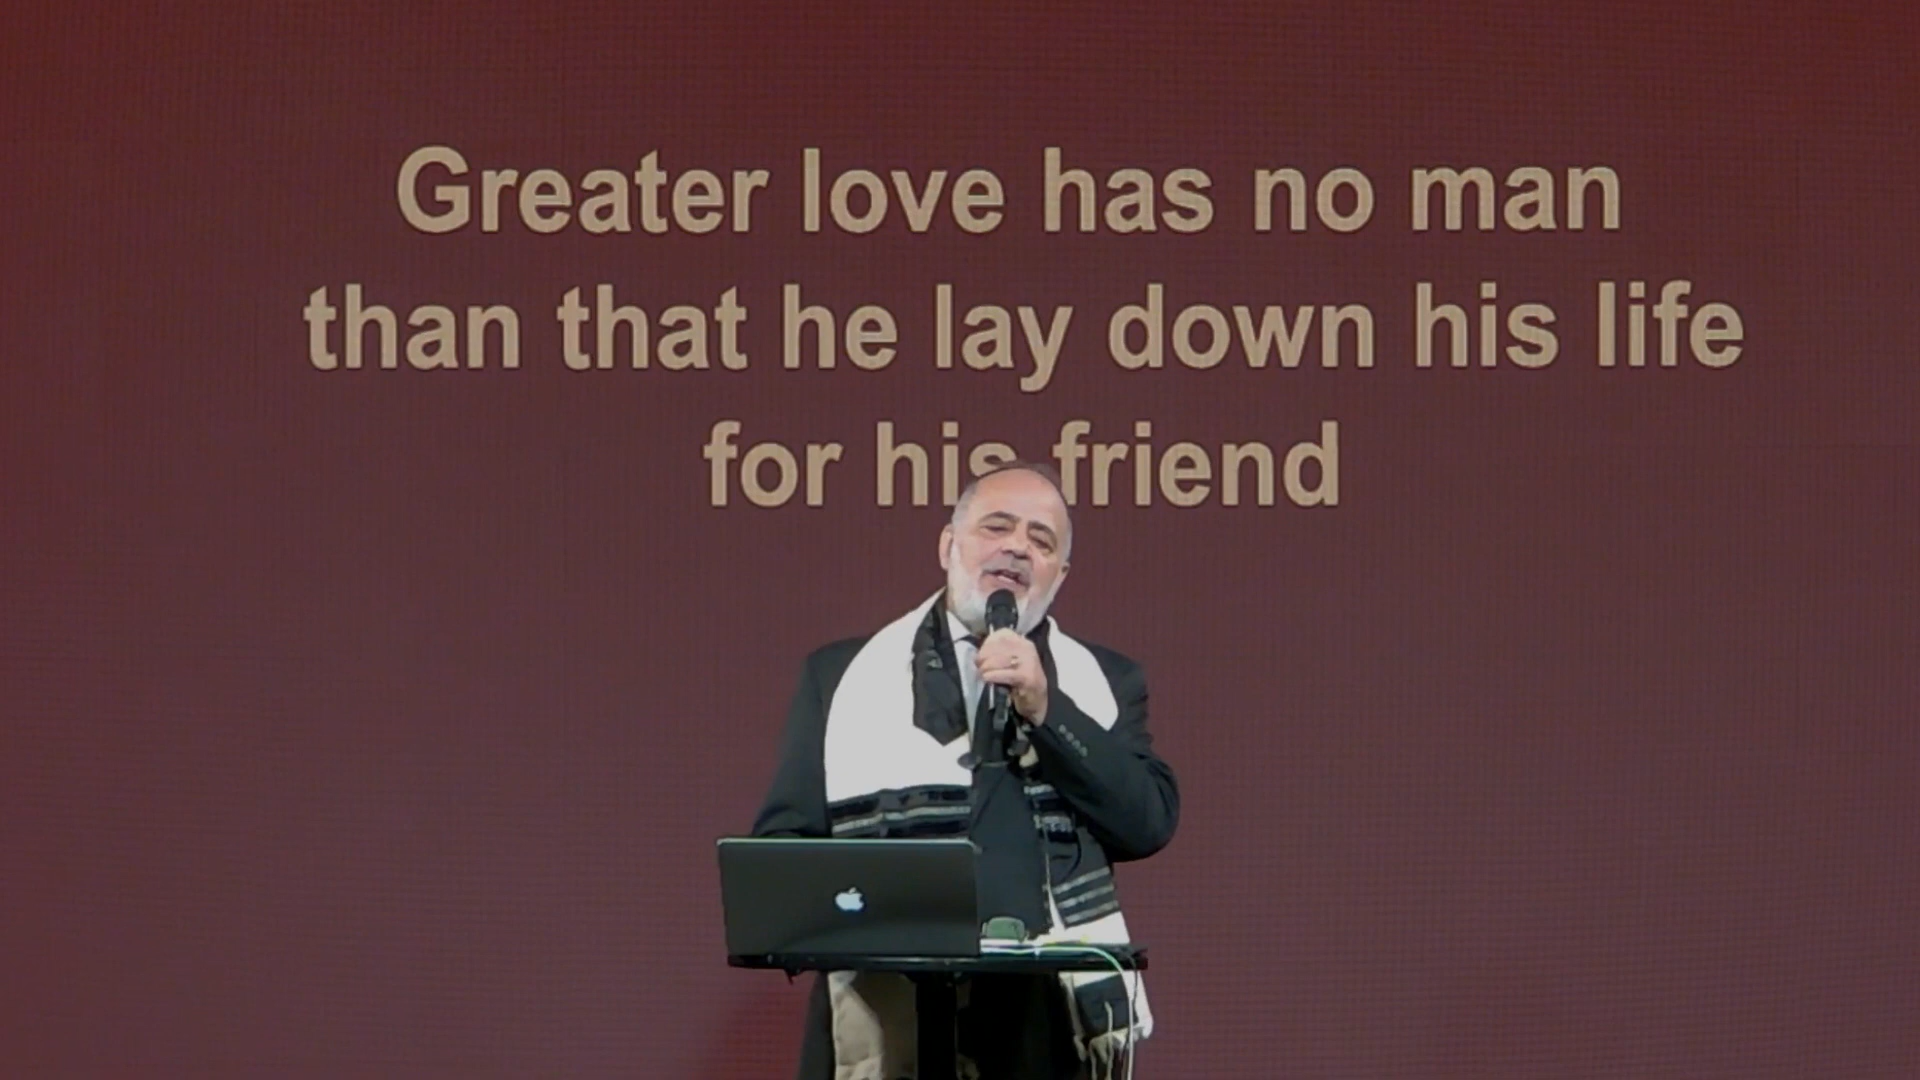 Greater love has no man
than that he lay down his life
for his friend